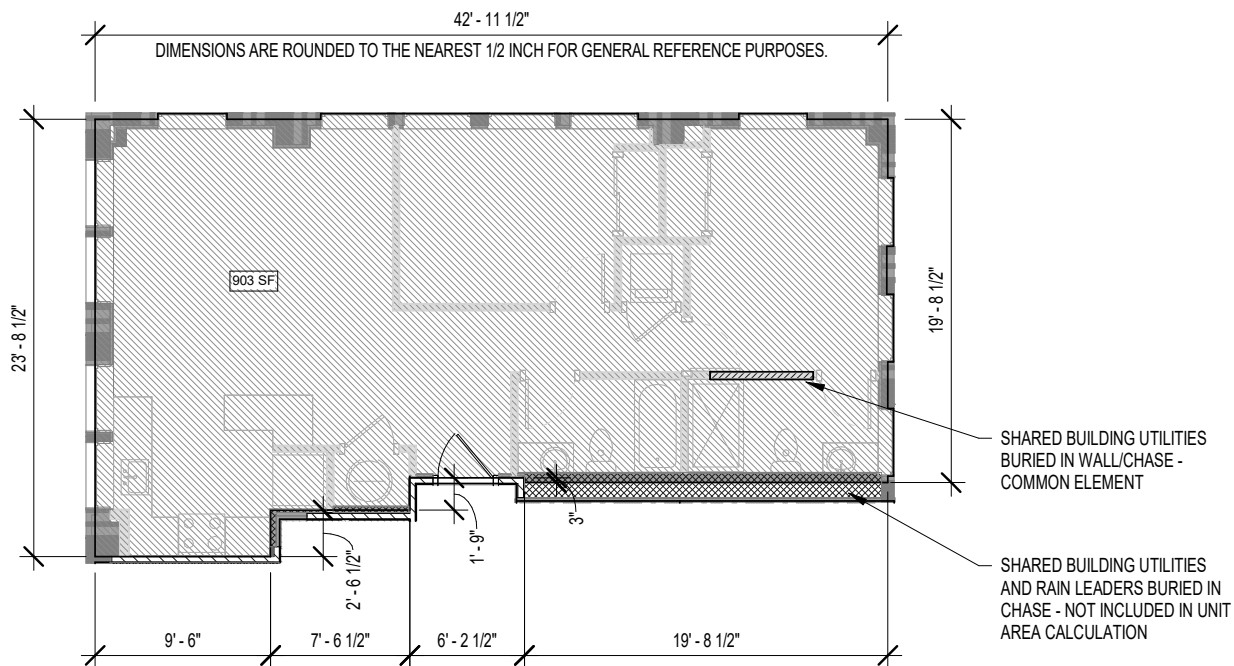 42' - 11 1/2"
DIMENSIONS ARE ROUNDED TO THE NEAREST 1/2 INCH FOR GENERAL REFERENCE PURPOSES.
903 SF
23' - 8 1/2"
19' - 8 1/2"
SHARED BUILDING UTILITIES
BURIED IN WALL/CHASE -
COMMON ELEMENT
3"
1' - 9"
2' - 6 1/2"
SHARED BUILDING UTILITIES
AND RAIN LEADERS BURIED IN
CHASE - NOT INCLUDED IN UNIT
AREA CALCULATION
9' - 6"
7' - 6 1/2"
6' - 2 1/2"
19' - 8 1/2"